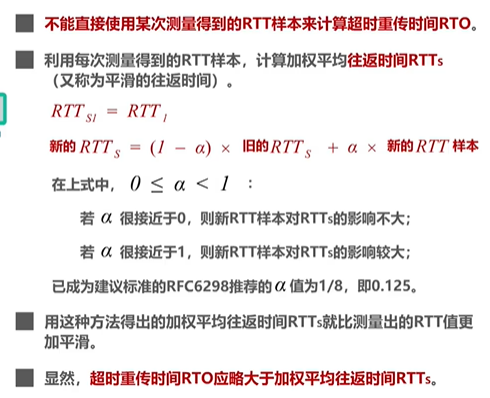 不能直接使用某次测量得到的RTT样本来计算超时重传时间RTO。
利用每次测量得到的RTT样本，计算加权平均往返时间RTTs
（又称为平滑的往返时间）。
RTT_{S1} = RTT_1
新的 RTT_S = (1 − α) × 旧的RTT_S + α × 新的RTT 样本
在上式中，0 ≤ α < 1 ：
若 α 很接近于0，则新RTT样本对RTTs的影响不大；
若 α 很接近于1，则新RTT样本对RTTs的影响较大；
已成为建议标准的RFC6298推荐的α值为1/8，即0.125。
用这种方法得出的加权平均往返时间RTTs就比测量出的RTT值更
加平滑。
显然，超时重传时间RTO应略大于加权平均往返时间RTTs。